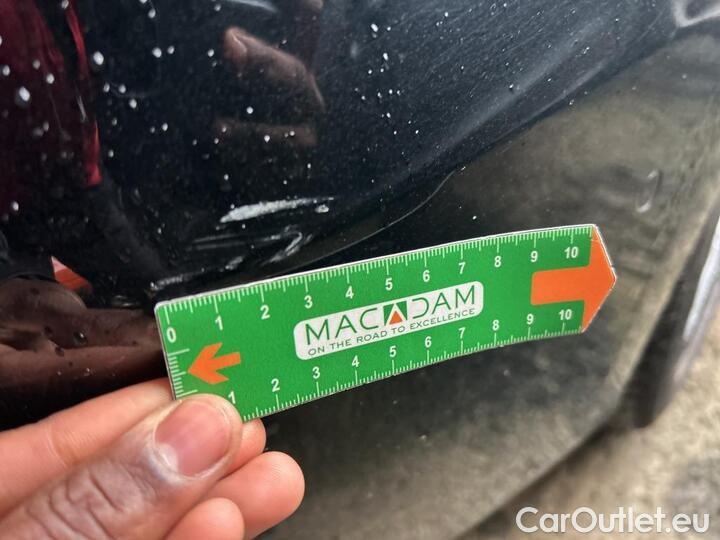 0 1 2 3 4 5 6 7 8 9 10
MACADAM
ON THE ROAD TO EXCELLENCE
1 2 3 4 5 6 7 8 9 10
CarOutlet.eu